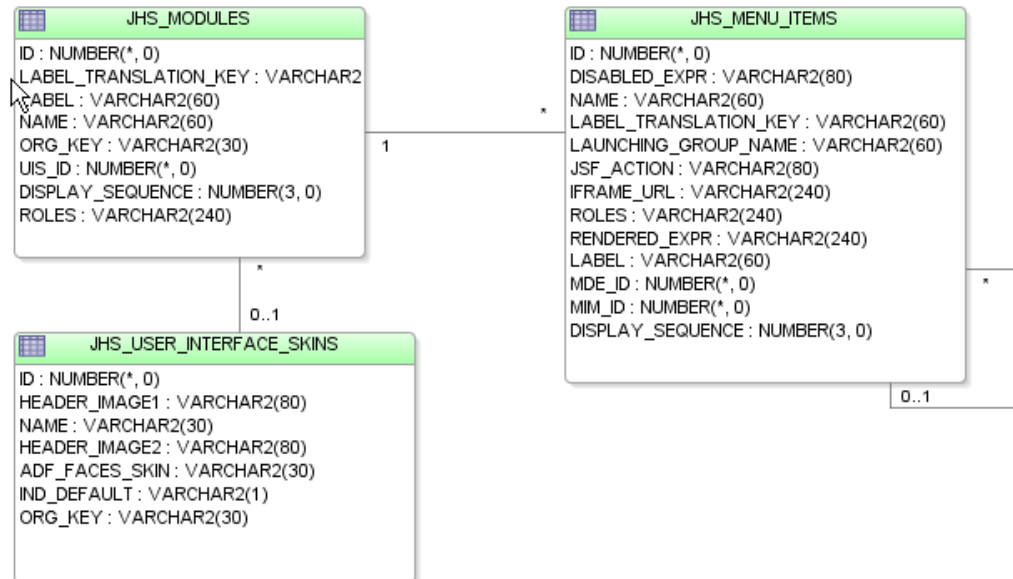 JHS_MODULES
ID : NUMBER(*, 0)
LABEL_TRANSLATION_KEY : VARCHAR2
LABEL : VARCHAR2(60)
NAME : VARCHAR2(60)
ORG_KEY : VARCHAR2(30)
UIS_ID : NUMBER(*, 0)
DISPLAY_SEQUENCE : NUMBER(3, 0)
ROLES : VARCHAR2(240)
1
*
JHS_MENU_ITEMS
ID : NUMBER(*, 0)
DISABLED_EXPR : VARCHAR2(80)
NAME : VARCHAR2(60)
LABEL_TRANSLATION_KEY : VARCHAR2(60)
LAUNCHING_GROUP_NAME : VARCHAR2(60)
JSF_ACTION : VARCHAR2(80)
IFRAME_URL : VARCHAR2(240)
ROLES : VARCHAR2(240)
RENDERED_EXPR : VARCHAR2(240)
LABEL : VARCHAR2(60)
MDE_ID : NUMBER(*, 0)
MIM_ID : NUMBER(*, 0)
DISPLAY_SEQUENCE : NUMBER(3, 0)
*
0..1
*
0..1
JHS_USER_INTERFACE_SKINS
ID : NUMBER(*, 0)
HEADER_IMAGE1 : VARCHAR2(80)
NAME : VARCHAR2(30)
HEADER_IMAGE2 : VARCHAR2(80)
ADF_FACES_SKIN : VARCHAR2(30)
IND_DEFAULT : VARCHAR2(1)
ORG_KEY : VARCHAR2(30)